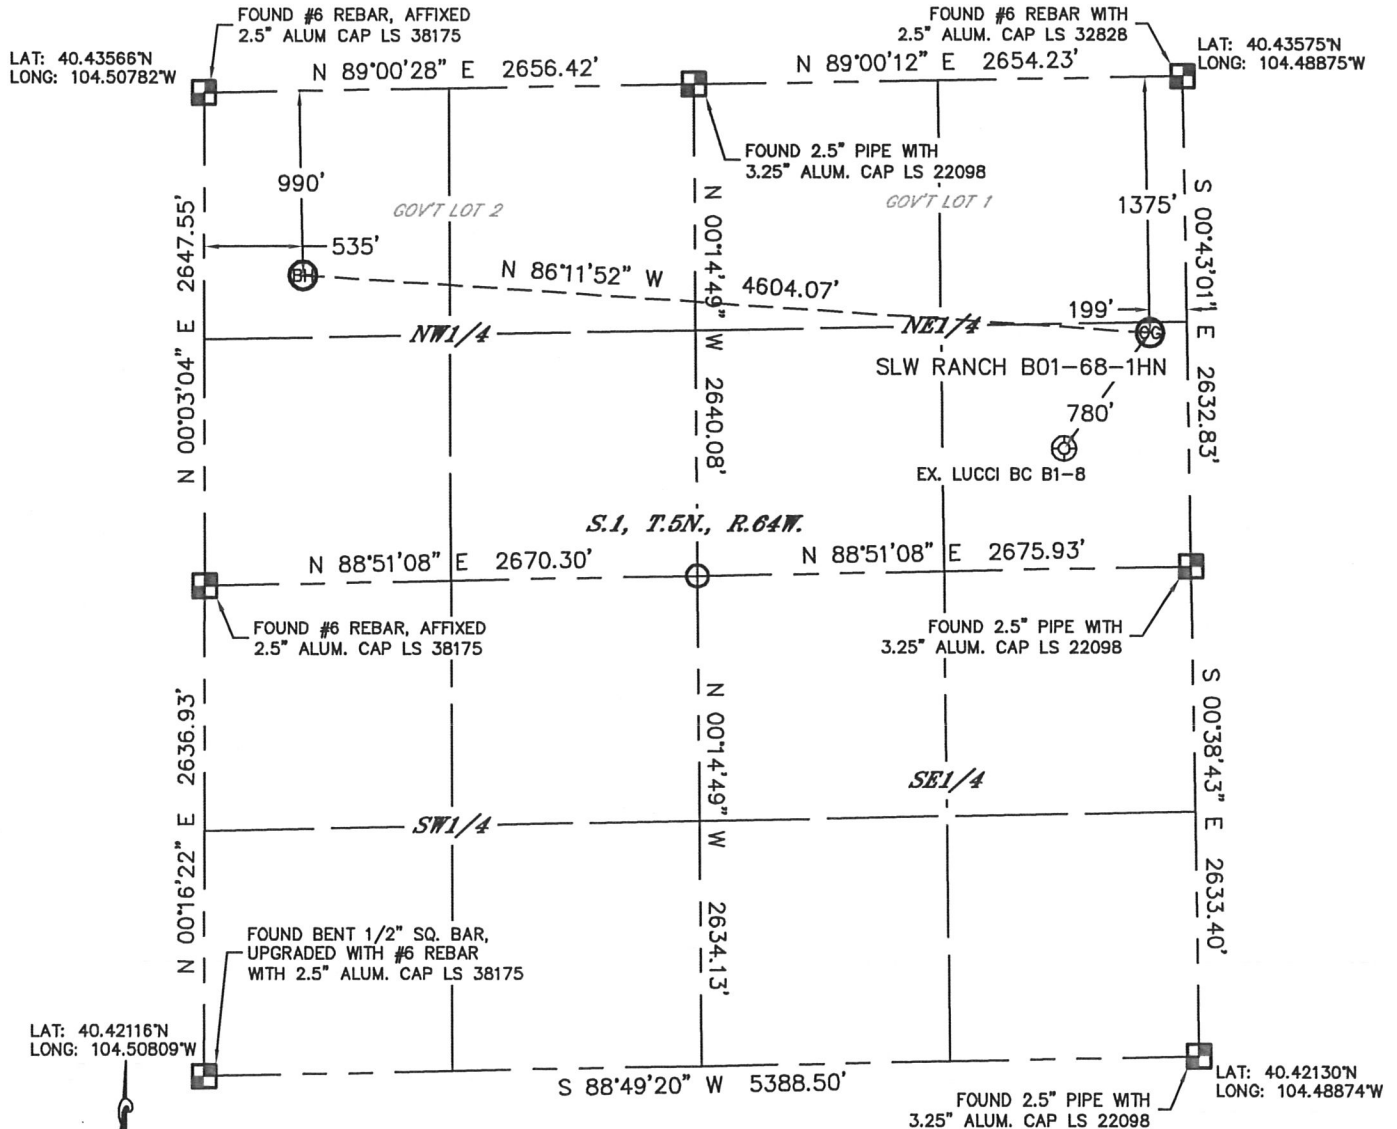 FOUND #6 REBAR, AFFIXED
2.5" ALUM CAP LS 38175
FOUND #6 REBAR WITH
2.5" ALUM. CAP LS 32828
LAT: 40.43566°N
LONG: 104.50782°W
LAT: 40.43575°N
LONG: 104.48875°W
N 89°00'28" E 2656.42'
N 89°00'12" E 2654.23'
FOUND 2.5" PIPE WITH
3.25" ALUM. CAP LS 22098
990'
GOV'T LOT 2
GOV'T LOT 1
1375'
535'
N 00°03'04" E 2647.55'
N 00°14'49" W 2640.08'
S 00°43'01" E 2632.83'
BH
N 86°11'52" W 4604.07'
199'
NW1/4
NE1/4
OG
SLW RANCH B01-68-1HN
780'
EX. LUCCI BC B1-8
S.1, T.5N., R.64W.
N 88°51'08" E 2670.30'
N 88°51'08" E 2675.93'
FOUND #6 REBAR, AFFIXED
2.5" ALUM. CAP LS 38175
FOUND 2.5" PIPE WITH
3.25" ALUM. CAP LS 22098
N 00°16'22" E 2636.93'
N 00°14'49" W 2634.13'
S 00°38'43" E 2633.40'
SE1/4
SW1/4
FOUND BENT 1/2" SQ. BAR,
UPGRADED WITH #6 REBAR
WITH 2.5" ALUM. CAP LS 38175
LAT: 40.42116°N
LONG: 104.50809°W
S 88°49'20" W 5388.50'
LAT: 40.42130°N
LONG: 104.48874°W
FOUND 2.5" PIPE WITH
3.25" ALUM. CAP LS 22098